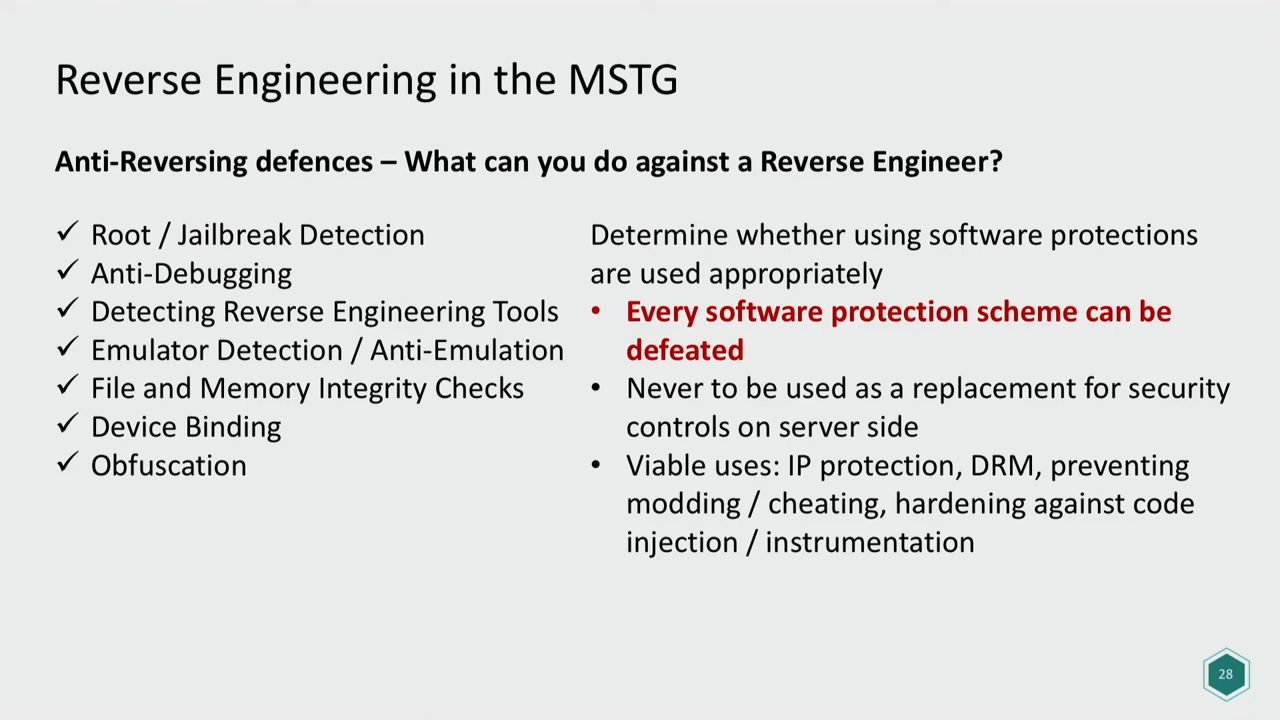 Reverse Engineering in the MSTG
Anti-Reversing defences – What can you do against a Reverse Engineer?
✓ Root / Jailbreak Detection
✓ Anti-Debugging
✓ Detecting Reverse Engineering Tools
✓ Emulator Detection / Anti-Emulation
✓ File and Memory Integrity Checks
✓ Device Binding
✓ Obfuscation
Determine whether using software protections
are used appropriately
• Every software protection scheme can be
defeated
• Never to be used as a replacement for security
controls on server side
• Viable uses: IP protection, DRM, preventing
modding / cheating, hardening against code
injection / instrumentation
28